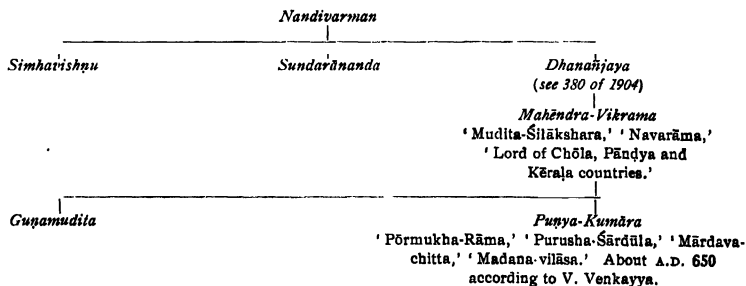 Nandivarman
Simhavishṇu Sundarānanda Dhanañjaya
(see 380 of 1904)
Mahēndra-Vikrama
‘ Mudita-Śilākshara,’ ‘ Navarāma,’
‘ Lord of Chōla, Pāṇḍya and
Kēraḷa countries.’
Guṇamudita Puṇya-Kumāra
‘ Pōrmukha-Rāma,’ ‘ Purusha-Śārdūla,’ ‘ Mārdava-
chitta,’ ‘ Madana-vilāsa.’ About A.D. 650
according to V. Venkayya.